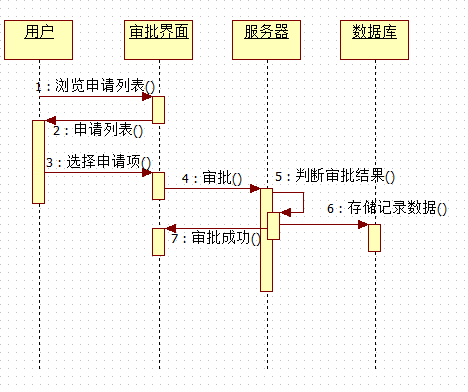 用户
审批界面
服务器
数据库
1：浏览申请列表()
2：申请列表()
3：选择申请项()
4：审批()
5：判断审批结果()
6：存储记录数据()
7：审批成功()